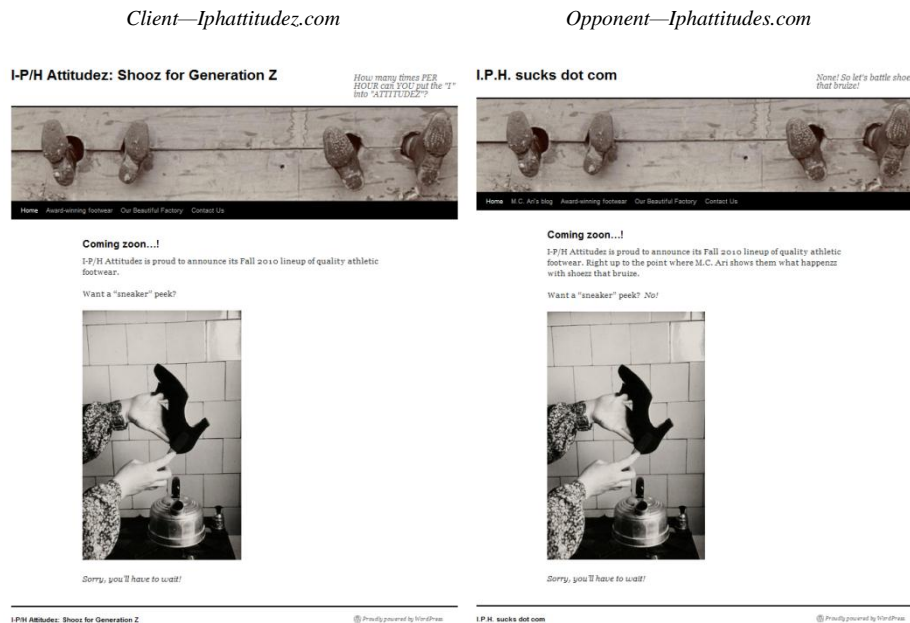 Client—Iphattitudez.com
I-P/H Attitudez: Shooz for Generation Z
How many times PER
HOUR can YOU put the "I"
into "ATTITUDEZ"?
Home Award-winning footwear Our Beautiful Factory Contact Us
Coming zoon...!
I-P/H Attitudez is proud to announce its Fall 2010 lineup of quality athletic
footwear.
Want a "sneaker" peek?
Sorry, you'll have to wait!
I-P/H Attitudez: Shooz for Generation Z
Proudly powered by WordPress
Opponent—Iphattitudes.com
I.P.H. sucks dot com
None! So let's battle shoe
that bruize!
Home M.C. Ari's blog Award-winning footwear Our Beautiful Factory Contact Us
Coming zoon...!
I-P/H Attitudez is proud to announce its Fall 2010 lineup of quality athletic
footwear. Right up to the point where M.C. Ari shows them what happenzz
with shoezz that bruize.
Want a "sneaker" peek? No!
Sorry, you'll have to wait!
I.P.H. sucks dot com
Proudly powered by WordPress